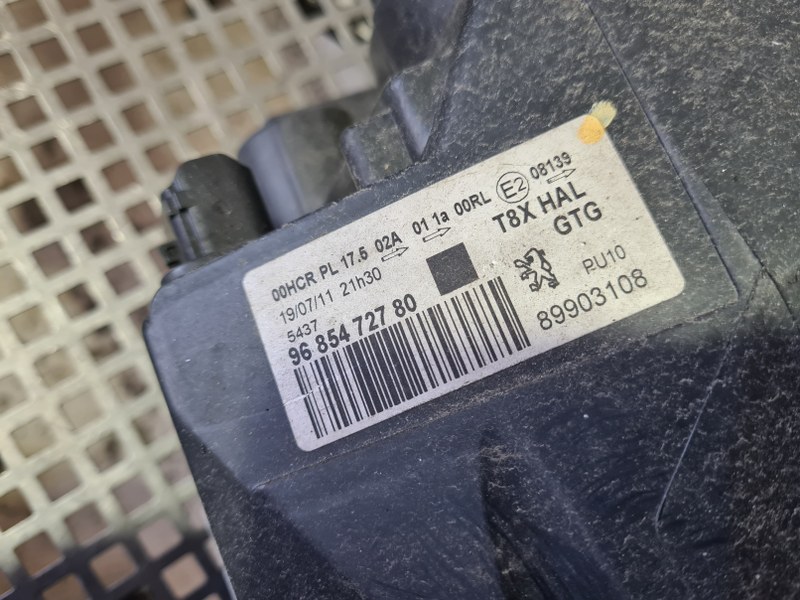 00HCR PL 17.5 02A 01 1a 00RL E2 08139
19/07/11 21h30
T8X HAL
GTG
5437
96 854 727 80
PU10
89903108